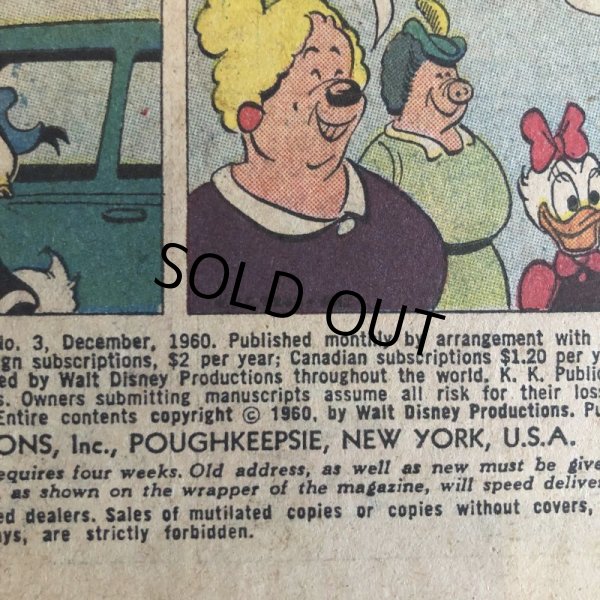 SOLD OUT
No. 3, December, 1960. Published monthly by arrangement with
gn subscriptions, $2 per year; Canadian subscriptions $1.20 per y
ed by Walt Disney Productions throughout the world. K. K. Public
s. Owners submitting manuscripts assume all risk for their loss
Entire contents copyright © 1960, by Walt Disney Productions. Pu
ONS, Inc., POUGHKEEPSIE, NEW YORK, U.S.A.
equires four weeks. Old address, as well as new must be give
, as shown on the wrapper of the magazine, will speed deliver
ed dealers. Sales of mutilated copies or copies without covers,
ays, are strictly forbidden.